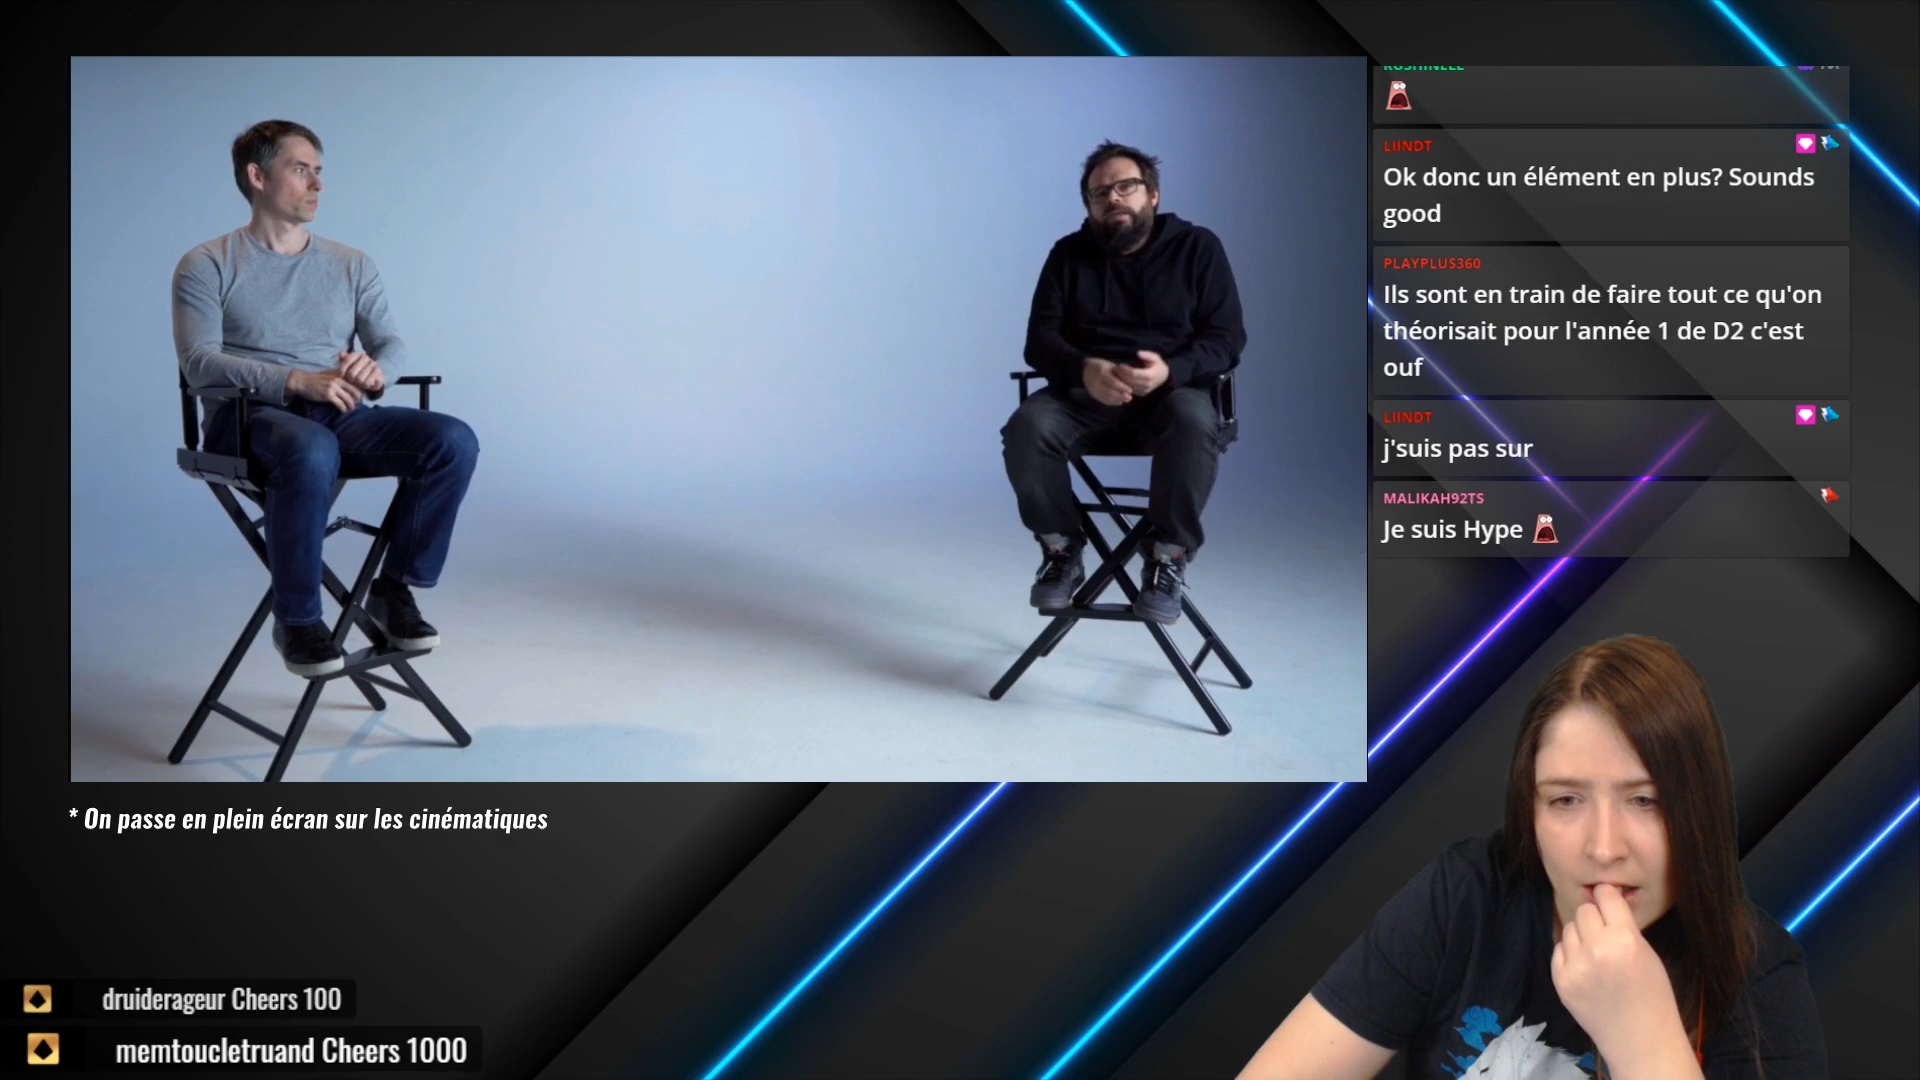 LIINDT
Ok donc un élément en plus? Sounds
good
PLAYPLUS360
Ils sont en train de faire tout ce qu'on
théorisait pour l'année 1 de D2 c'est
ouf
LIINDT
j'suis pas sur
MALIKAH92TS
Je suis Hype
* On passe en plein écran sur les cinématiques
druiderageur Cheers 100
memtoucletruand Cheers 1000